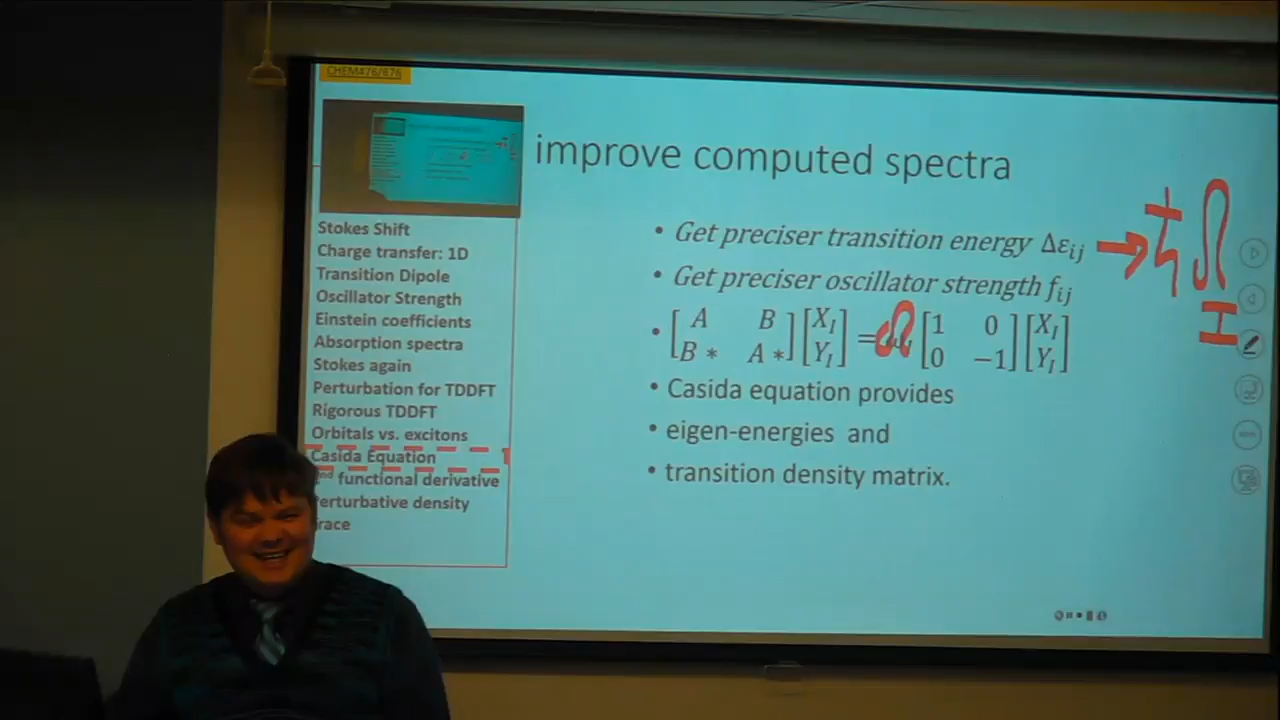 CHEM476/676
improve computed spectra
Stokes Shift
Charge transfer: 1D
Transition Dipole
Oscillator Strength
Einstein coefficients
Absorption spectra
Stokes again
Perturbation for TDDFT
Rigorous TDDFT
Orbitals vs. excitons
Casida Equation
nd functional derivative
erturbative density
race
• Get preciser transition energy Δε_ij → ħΩ_I
• Get preciser oscillator strength f_ij
• [A B; B* A*] [X_I; Y_I] = Ω [1 0; 0 −1] [X_I; Y_I]
• Casida equation provides
• eigen-energies and
• transition density matrix.